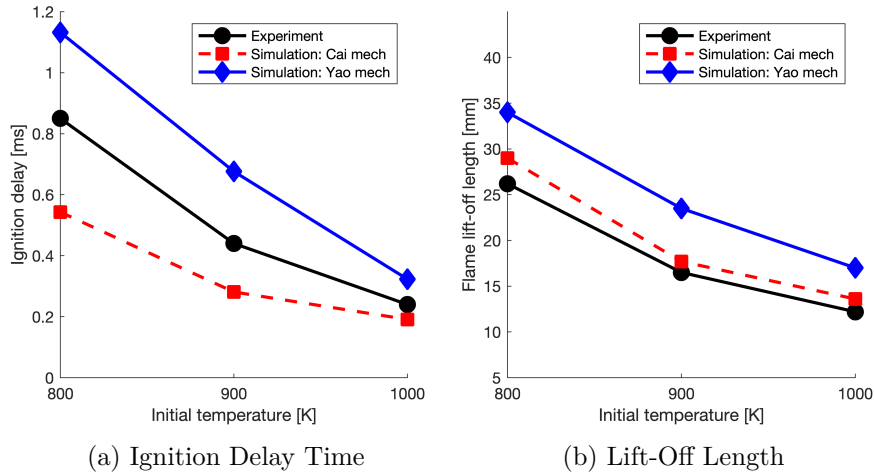 1.2
1
0.8
0.6
0.4
0.2
0
Ignition delay [ms]
800
900
1000
Initial temperature [K]
Experiment
Simulation: Cai mech
Simulation: Yao mech
(a) Ignition Delay Time
40
35
30
25
20
15
10
5
Flame lift-off length [mm]
800
900
1000
Initial temperature [K]
Experiment
Simulation: Cai mech
Simulation: Yao mech
(b) Lift-Off Length